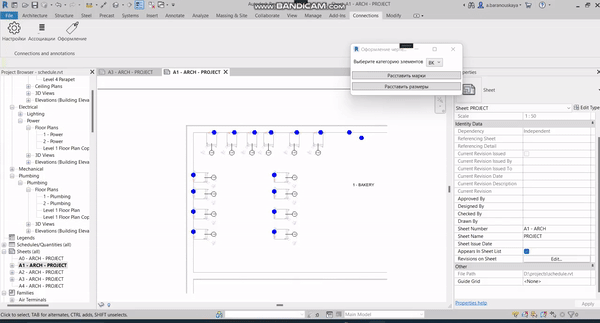 www.BANDICAM.com
A1 - ARCH - PROJECT
a.baranouskaya
File
Architecture
Sheet
Precast
Insert
Annotate
Analyze
Massing & Site
Collaborate
View
Manage
Add-Ins
Connections
Modify
Настройки
Ассоциации
Оформление
Connections and annotations
Project Browser - schedule.rvt
Level 4 Parapet
Ceiling Plans
3D Views
Elevations (Building Eleva
Electrical
Lighting
Power
Floor Plans
1 - Power
2 - Power
Level 1 Floor Plan Cop
3D Views
Elevations (Building Eleva
Mechanical
Plumbing
Plumbing
Floor Plans
1 - Plumbing
2 - Plumbing
Level 1 Floor Plan
Level 1 Floor Plan Cop
3D Views
Elevations (Building Eleva
Legends
Schedules/Quantities (all)
Sheets (all)
A0 - ARCH - PROJECT
A1 - ARCH - PROJECT
A2 - ARCH - PROJECT
A3 - ARCH - PROJECT
A4 - ARCH - PROJECT
Families
Air Terminals
A3 - ARCH - PROJECT
A1 - ARCH - PROJECT
1 - BAKERY
Выберите категорию элементов
ВК
Расставить марки
Расставить размеры
Properties
Sheet
Sheet: PROJECT
Edit Type
Scale
1 : 50
Identity Data
Dependency
Independent
Referencing Sheet
Referencing Detail
Current Revision Issued
Current Revision Issued By
Current Revision Issued To
Current Revision Date
Current Revision Description
Current Revision
Approved By
Designed By
Checked By
Drawn By
Sheet Number
A1 - ARCH
Sheet Name
PROJECT
Sheet Issue Date
Appears In Sheet List
Revisions on Sheet
Edit...
Other
File Path
D:\project\schedule.rvt
Guide Grid
<None>
Properties help
Apply
Click to select, TAB for alternates, CTRL adds, SHIFT unselects.
:0
Main Model